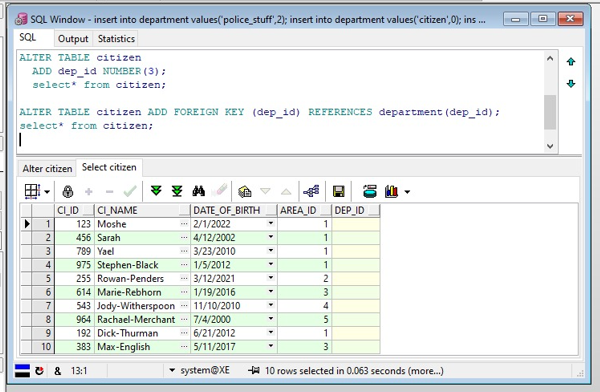 SQL Window - insert into department values('police_stuff',2); insert into department values('citizen',0); ins ...
SQL Output Statistics
ALTER TABLE citizen
ADD dep_id NUMBER(3);
select* from citizen;
ALTER TABLE citizen ADD FOREIGN KEY (dep_id) REFERENCES department(dep_id);
select* from citizen;
Alter citizen Select citizen
CI_ID CI_NAME DATE_OF_BIRTH AREA_ID DEP_ID
1 123 Moshe ... 2/1/2022 1
2 456 Sarah ... 4/12/2002 1
3 789 Yael ... 3/23/2010 1
4 975 Stephen-Black ... 1/5/2012 1
5 255 Rowan-Penders ... 3/12/2021 2
6 614 Marie-Rebhorn ... 1/19/2016 3
7 543 Jody-Witherspoon ... 11/10/2010 4
8 964 Rachael-Merchant ... 7/4/2000 5
9 192 Dick-Thurman ... 6/21/2012 1
10 383 Max-English ... 5/11/2017 3
& 13:1 system@XE 10 rows selected in 0.063 seconds (more...)